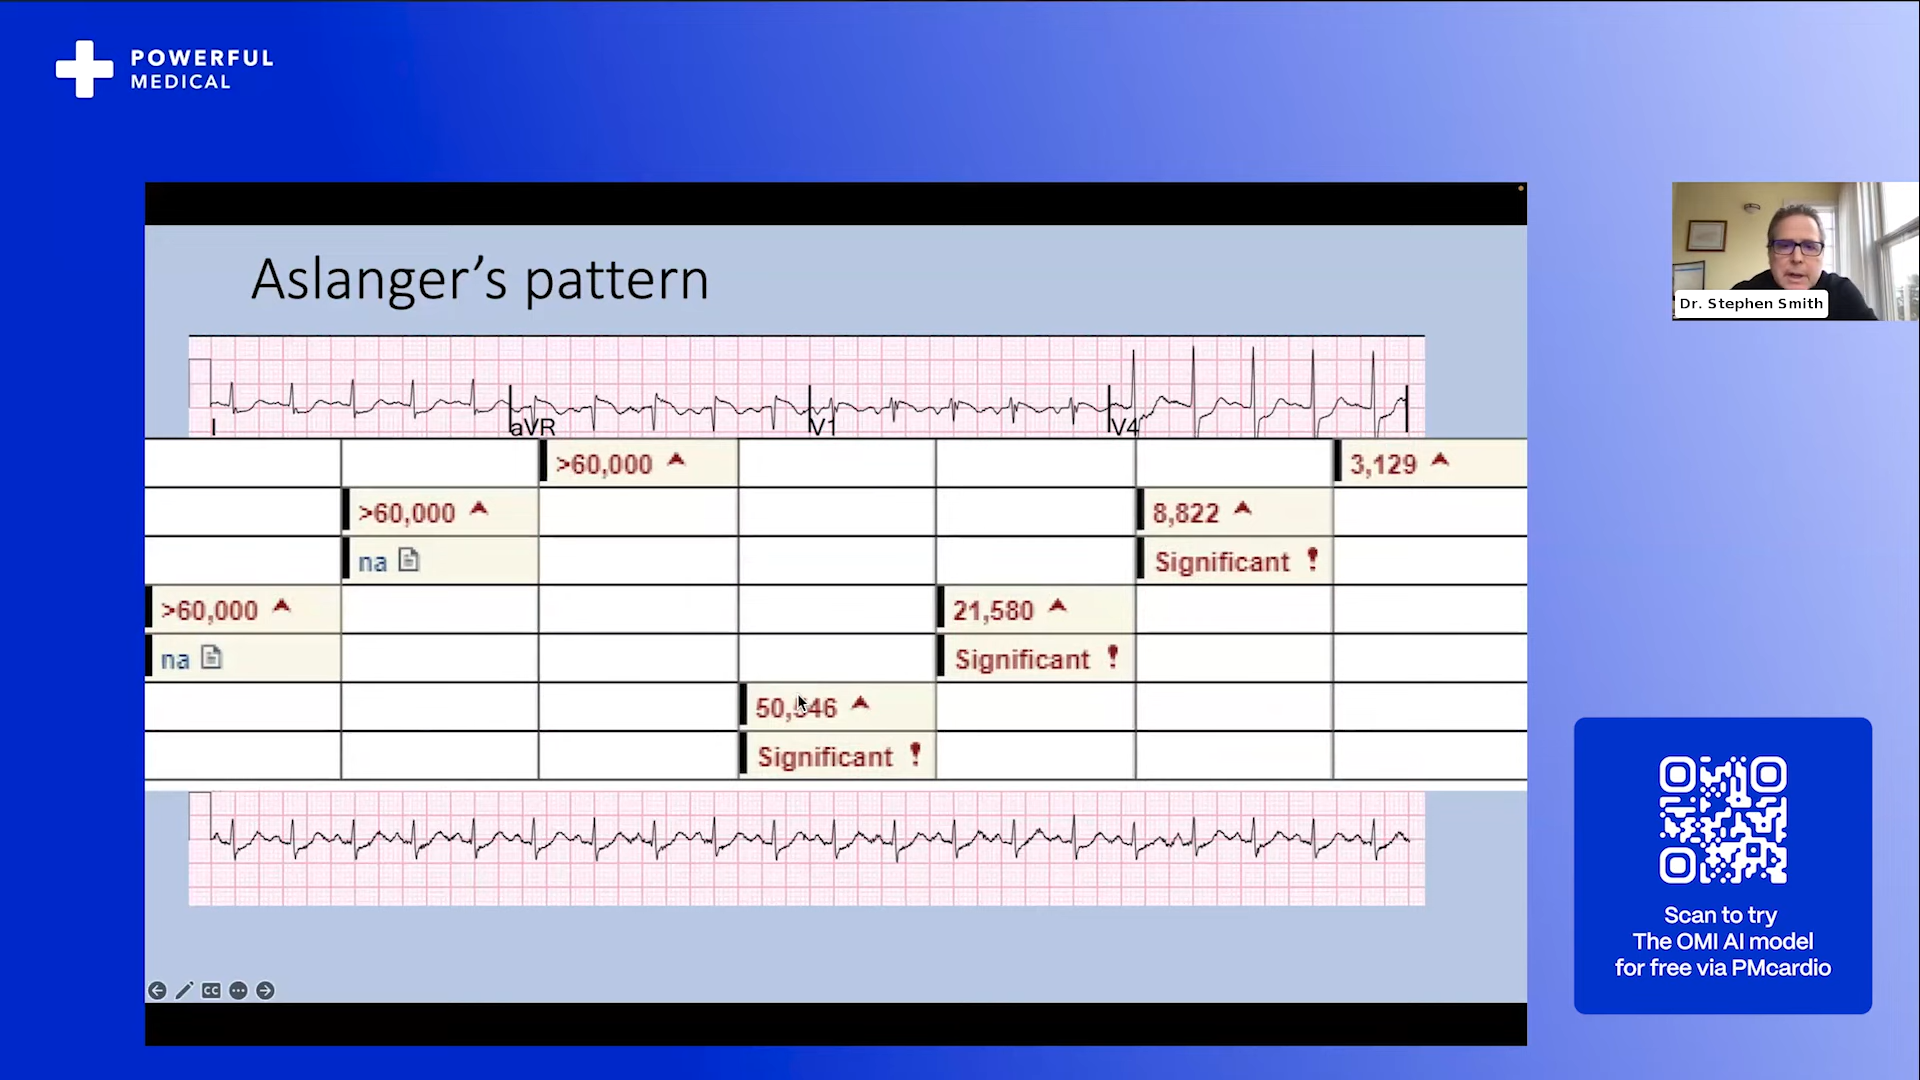 POWERFUL
MEDICAL
Aslanger's pattern
I
aVR
V1
V4
>60,000
3,129
>60,000
8,822
na
Significant !
>60,000
21,580
na
Significant !
Significant !
CC
Dr. Stephen Smith
Scan to try
The OMI AI model
for free via PMcardio